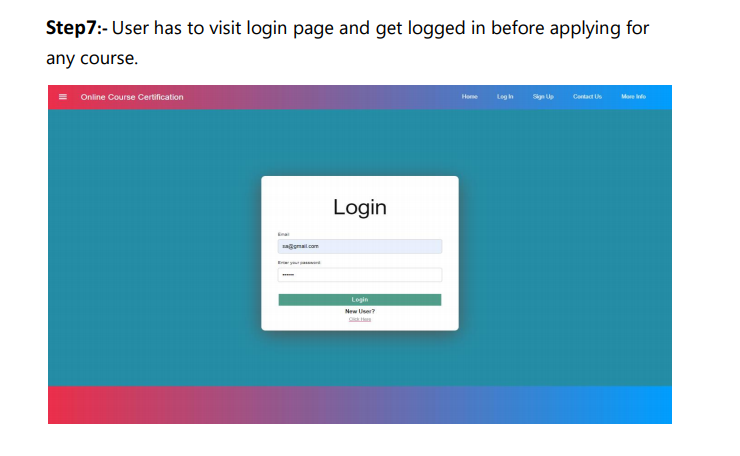 Step7:- User has to visit login page and get logged in before applying for
any course.
Online Course Certification
Home Log In Sign Up Contact Us More Info
Login
Email
sa@gmail.com
Enter your password
••••••
Login
New User?
Click Here